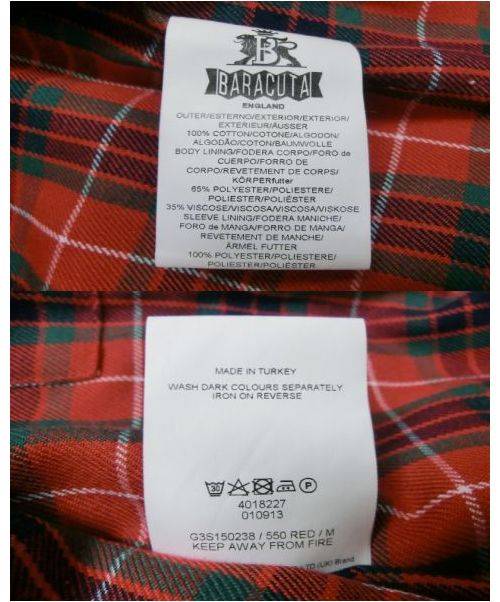 B
BARACUTA
ENGLAND
OUTER/ESTERNO/EXTERIOR/EXTERIOR/
EXTERIEUR/ÄUSSER
100% COTTON/COTONE/ALGODON/
ALGODÃO/COTON/BAUMWOLLE
BODY LINING/FODERA CORPO/FORO de
CUERPO/FORRO DE
CORPO/REVETEMENT DE CORPS/
KÖRPERfutter
65% POLYESTER/POLIESTERE/
POLIESTER/POLIÉSTER
35% VISCOSE/VISCOSA/VISCOSA/VISKOSE
SLEEVE LINING/FODERA MANICHE/
FORO de MANGA/FORRO DE MANGA/
REVETEMENT DE MANCHE/
ÄRMEL FUTTER
100% POLYESTER/POLIESTERE/
POLIESTER/POLIÉSTER
MADE IN TURKEY
WASH DARK COLOURS SEPARATELY
IRON ON REVERSE
30 P
4018227
010913
G3S150238 / 550 RED / M
KEEP AWAY FROM FIRE
(UK) Brand